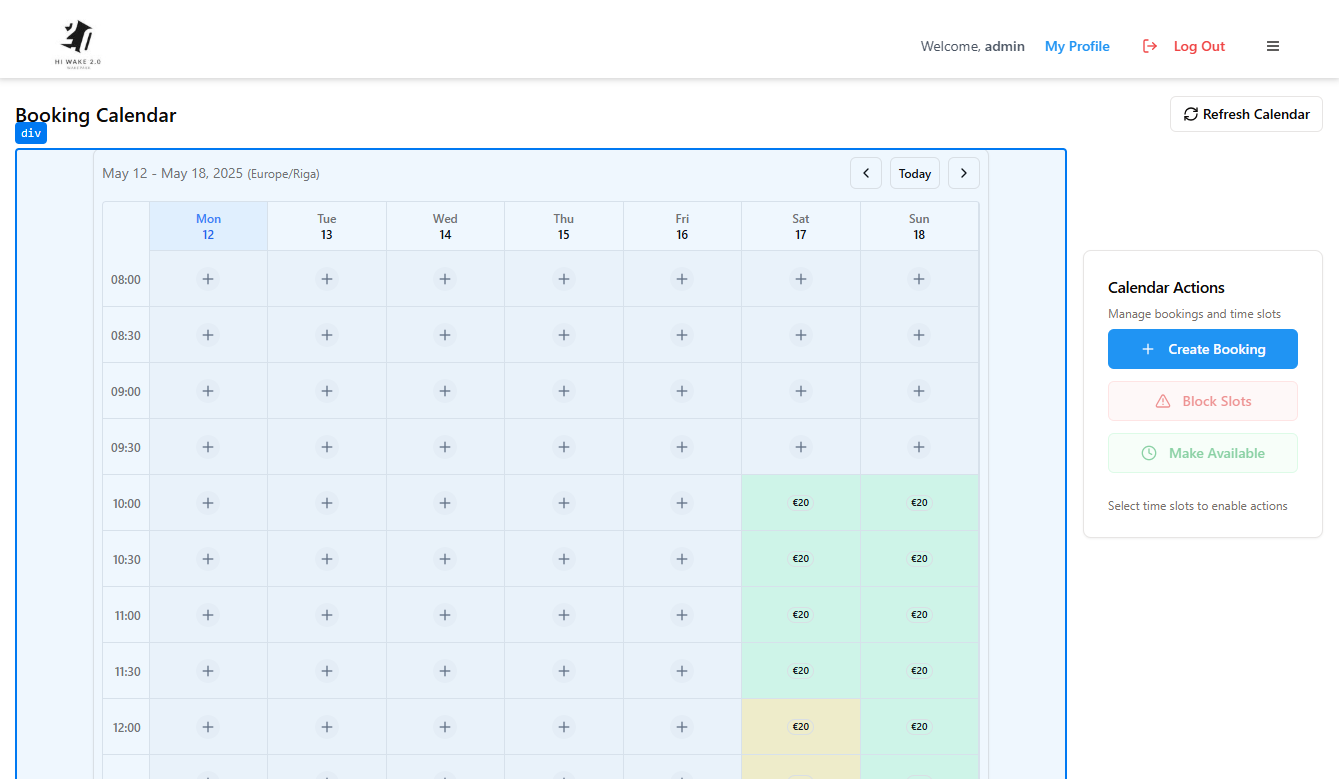 HI WAKE 2.0
Welcome, admin My Profile Log Out
Booking Calendar
Refresh Calendar
div
May 12 - May 18, 2025 (Europe/Riga)
Today
Mon Tue Wed Thu Fri Sat Sun
12 13 14 15 16 17 18
08:00
08:30
09:00
09:30
10:00 €20 €20
10:30 €20 €20
11:00 €20 €20
11:30 €20 €20
12:00 €20 €20
Calendar Actions
Manage bookings and time slots
Create Booking
Block Slots
Make Available
Select time slots to enable actions